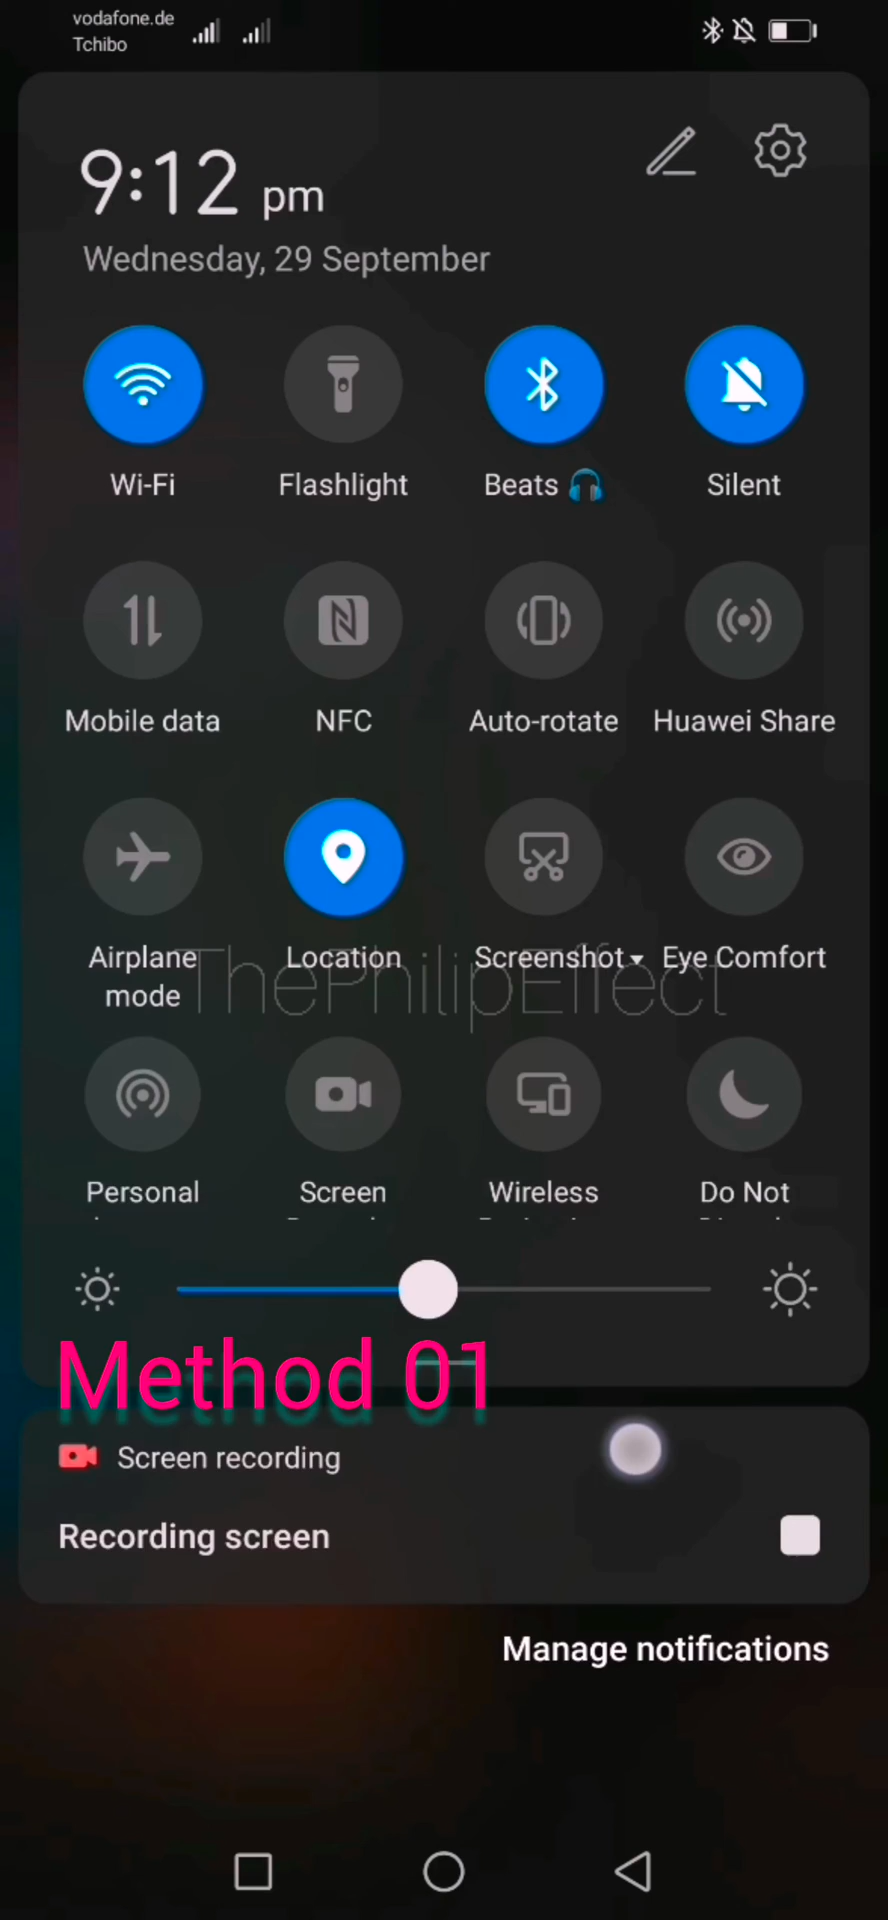 vodafone.de
Tchibo
9:12 pm
Wednesday, 29 September
Wi-Fi
Flashlight
Beats 🎧
Silent
Mobile data
NFC
Auto-rotate
Huawei Share
Airplane
mode
Location
Screenshot
Eye Comfort
ThePhilipEffect
Personal
Screen
Wireless
Do Not
Method 01
Screen recording
Recording screen
Manage notifications